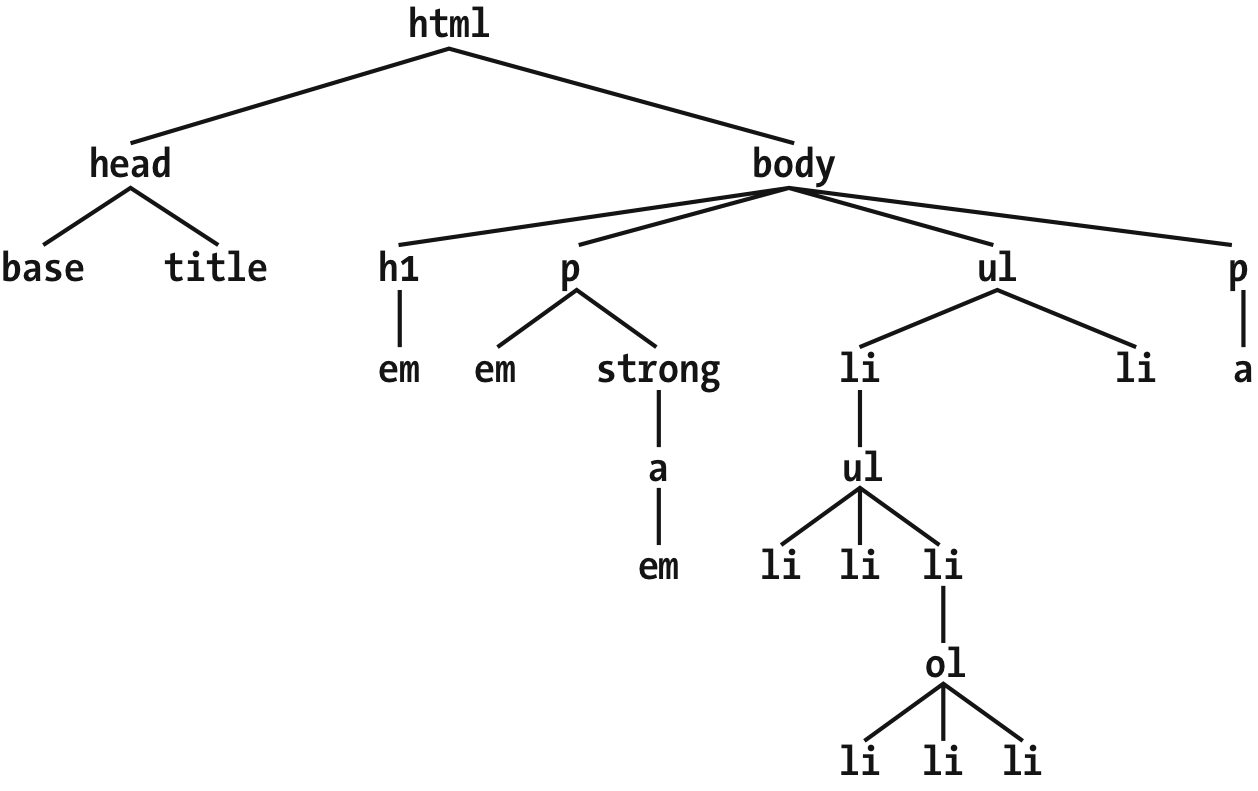 html
head body
base title h1 p ul p
em em strong li li a
a ul
em li li li
ol
li li li